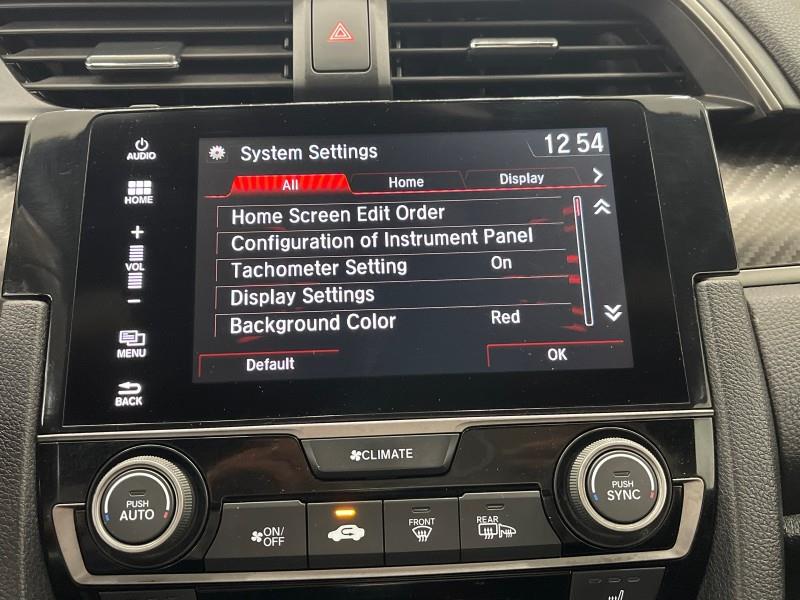 AUDIO
HOME
+
VOL
−
MENU
BACK
System Settings
12 54
All
Home
Display
Home Screen Edit Order
Configuration of Instrument Panel
Tachometer Setting On
Display Settings
Background Color Red
Default
OK
CLIMATE
PUSH
AUTO
ON/
OFF
FRONT
REAR
PUSH
SYNC